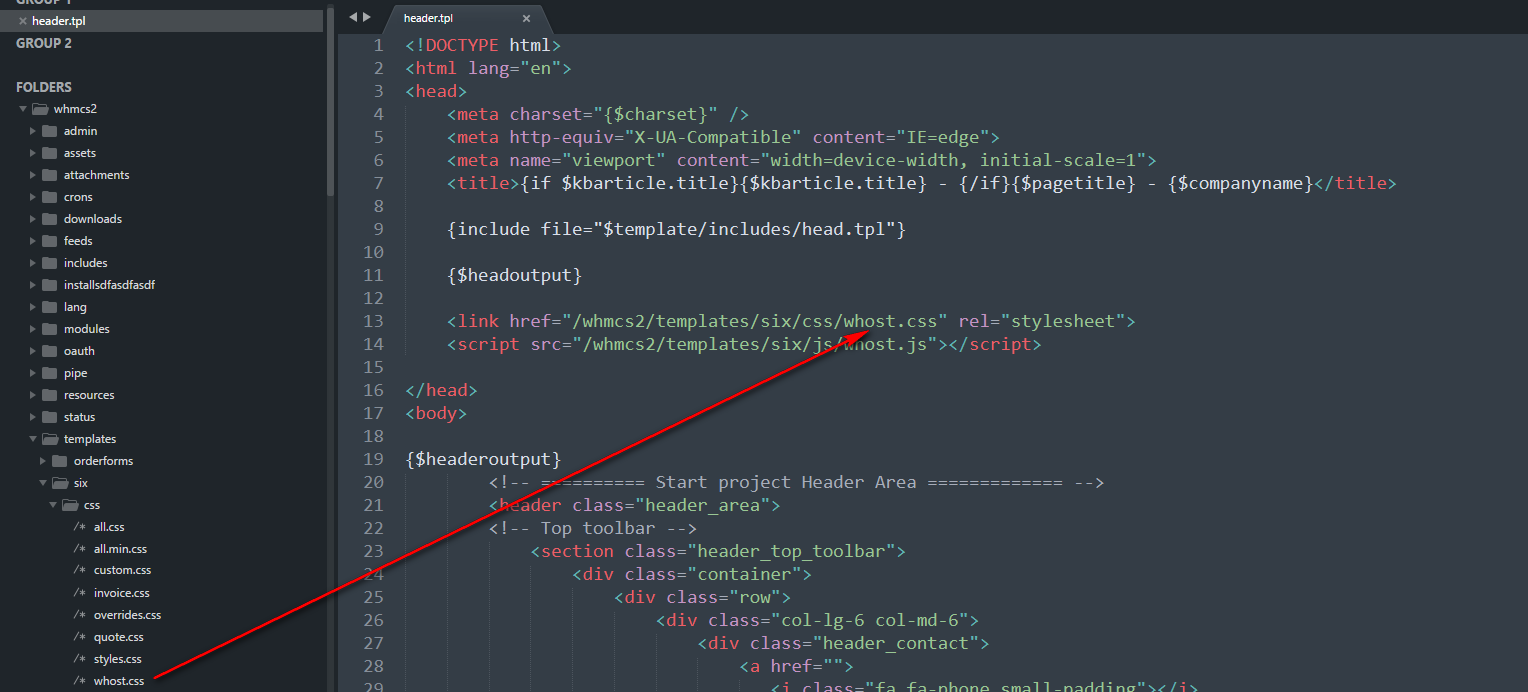 GROUP 1
header.tpl
GROUP 2
FOLDERS
whmcs2
admin
assets
attachments
crons
downloads
feeds
includes
installsdfasdfasdf
lang
modules
oauth
pipe
resources
status
templates
orderforms
six
css
/* all.css
/* all.min.css
/* custom.css
/* invoice.css
/* overrides.css
/* quote.css
/* styles.css
/* whost.css
header.tpl
1 <!DOCTYPE html>
2 <html lang="en">
3 <head>
4 <meta charset="{$charset}" />
5 <meta http-equiv="X-UA-Compatible" content="IE=edge">
6 <meta name="viewport" content="width=device-width, initial-scale=1">
7 <title>{if $kbarticle.title}{$kbarticle.title} - {/if}{$pagetitle} - {$companyname}</title>
8
9 {include file="$template/includes/head.tpl"}
10
11 {$headoutput}
12
13 <link href="/whmcs2/templates/six/css/whost.css" rel="stylesheet">
14 <script src="/whmcs2/templates/six/js/whost.js"></script>
15
16 </head>
17 <body>
18
19 {$headeroutput}
20 <!-- ========== Start project Header Area ============= -->
21 <header class="header_area">
22 <!-- Top toolbar -->
23 <section class="header_top_toolbar">
24 <div class="container">
25 <div class="row">
26 <div class="col-lg-6 col-md-6">
27 <div class="header_contact">
28 <a href="">
29 <i class="fa fa-phone small-padding"></i>